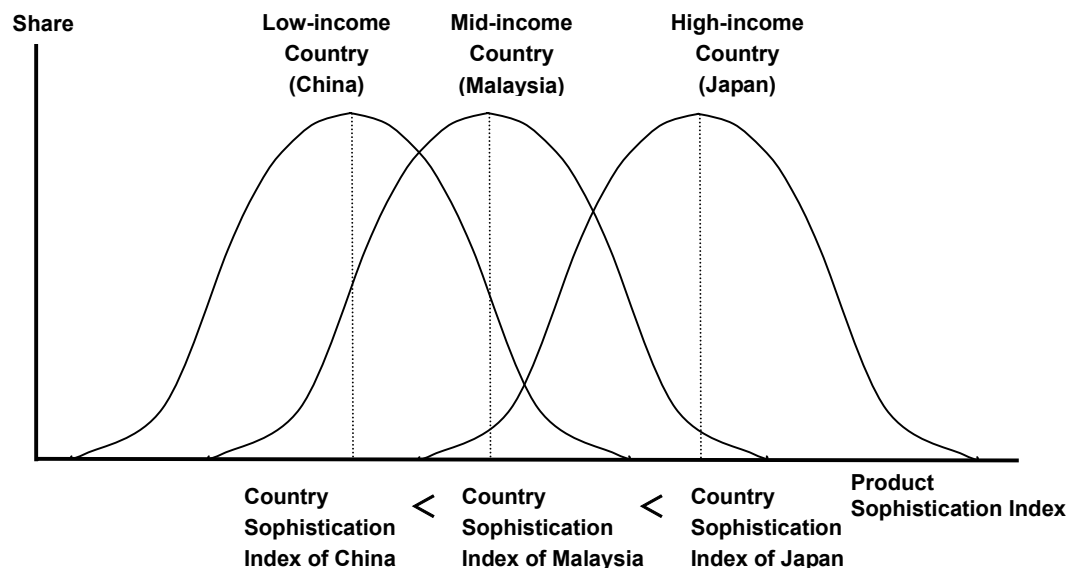 Share
Low-income
Country
(China)
Mid-income
Country
(Malaysia)
High-income
Country
(Japan)
Country
Sophistication
Index of China
<
Country
Sophistication
Index of Malaysia
<
Country
Sophistication
Index of Japan
Product
Sophistication Index